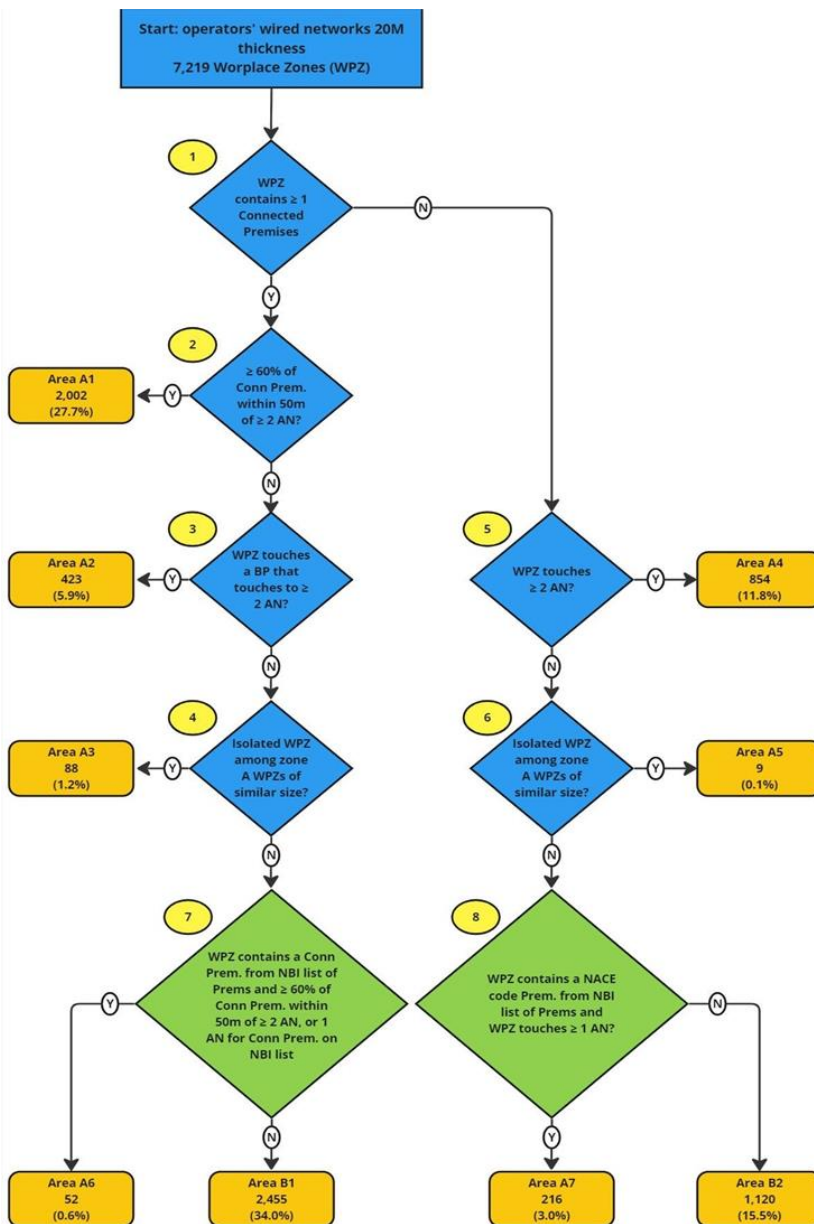 Start: operators' wired networks 20M
thickness
7,219 Worplace Zones (WPZ)
1
WPZ
contains ≥ 1
Connected
Premises
N
Y
2
≥ 60% of
Conn Prem.
within 50m
of ≥ 2 AN?
Y
Area A1
2,002
(27.7%)
N
3
WPZ touches
a BP that
touches to ≥
2 AN?
Y
Area A2
423
(5.9%)
5
WPZ touches
≥ 2 AN?
Y
Area A4
854
(11.8%)
N
N
4
Isolated WPZ
among zone
A WPZs of
similar size?
Y
Area A3
88
(1.2%)
6
Isolated WPZ
among zone
A WPZs of
similar size?
Y
Area A5
9
(0.1%)
N
N
7
WPZ contains a Conn
Prem. from NBI list of
Prems and ≥ 60% of
Conn Prem. within
50m of ≥ 2 AN, or 1
AN for Conn Prem. on
NBI list
Y
N
8
WPZ contains a NACE
code Prem. from NBI
list of Prems and
WPZ touches ≥ 1 AN?
N
Y
Area A6
52
(0.6%)
Area B1
2,455
(34.0%)
Area A7
216
(3.0%)
Area B2
1,120
(15.5%)